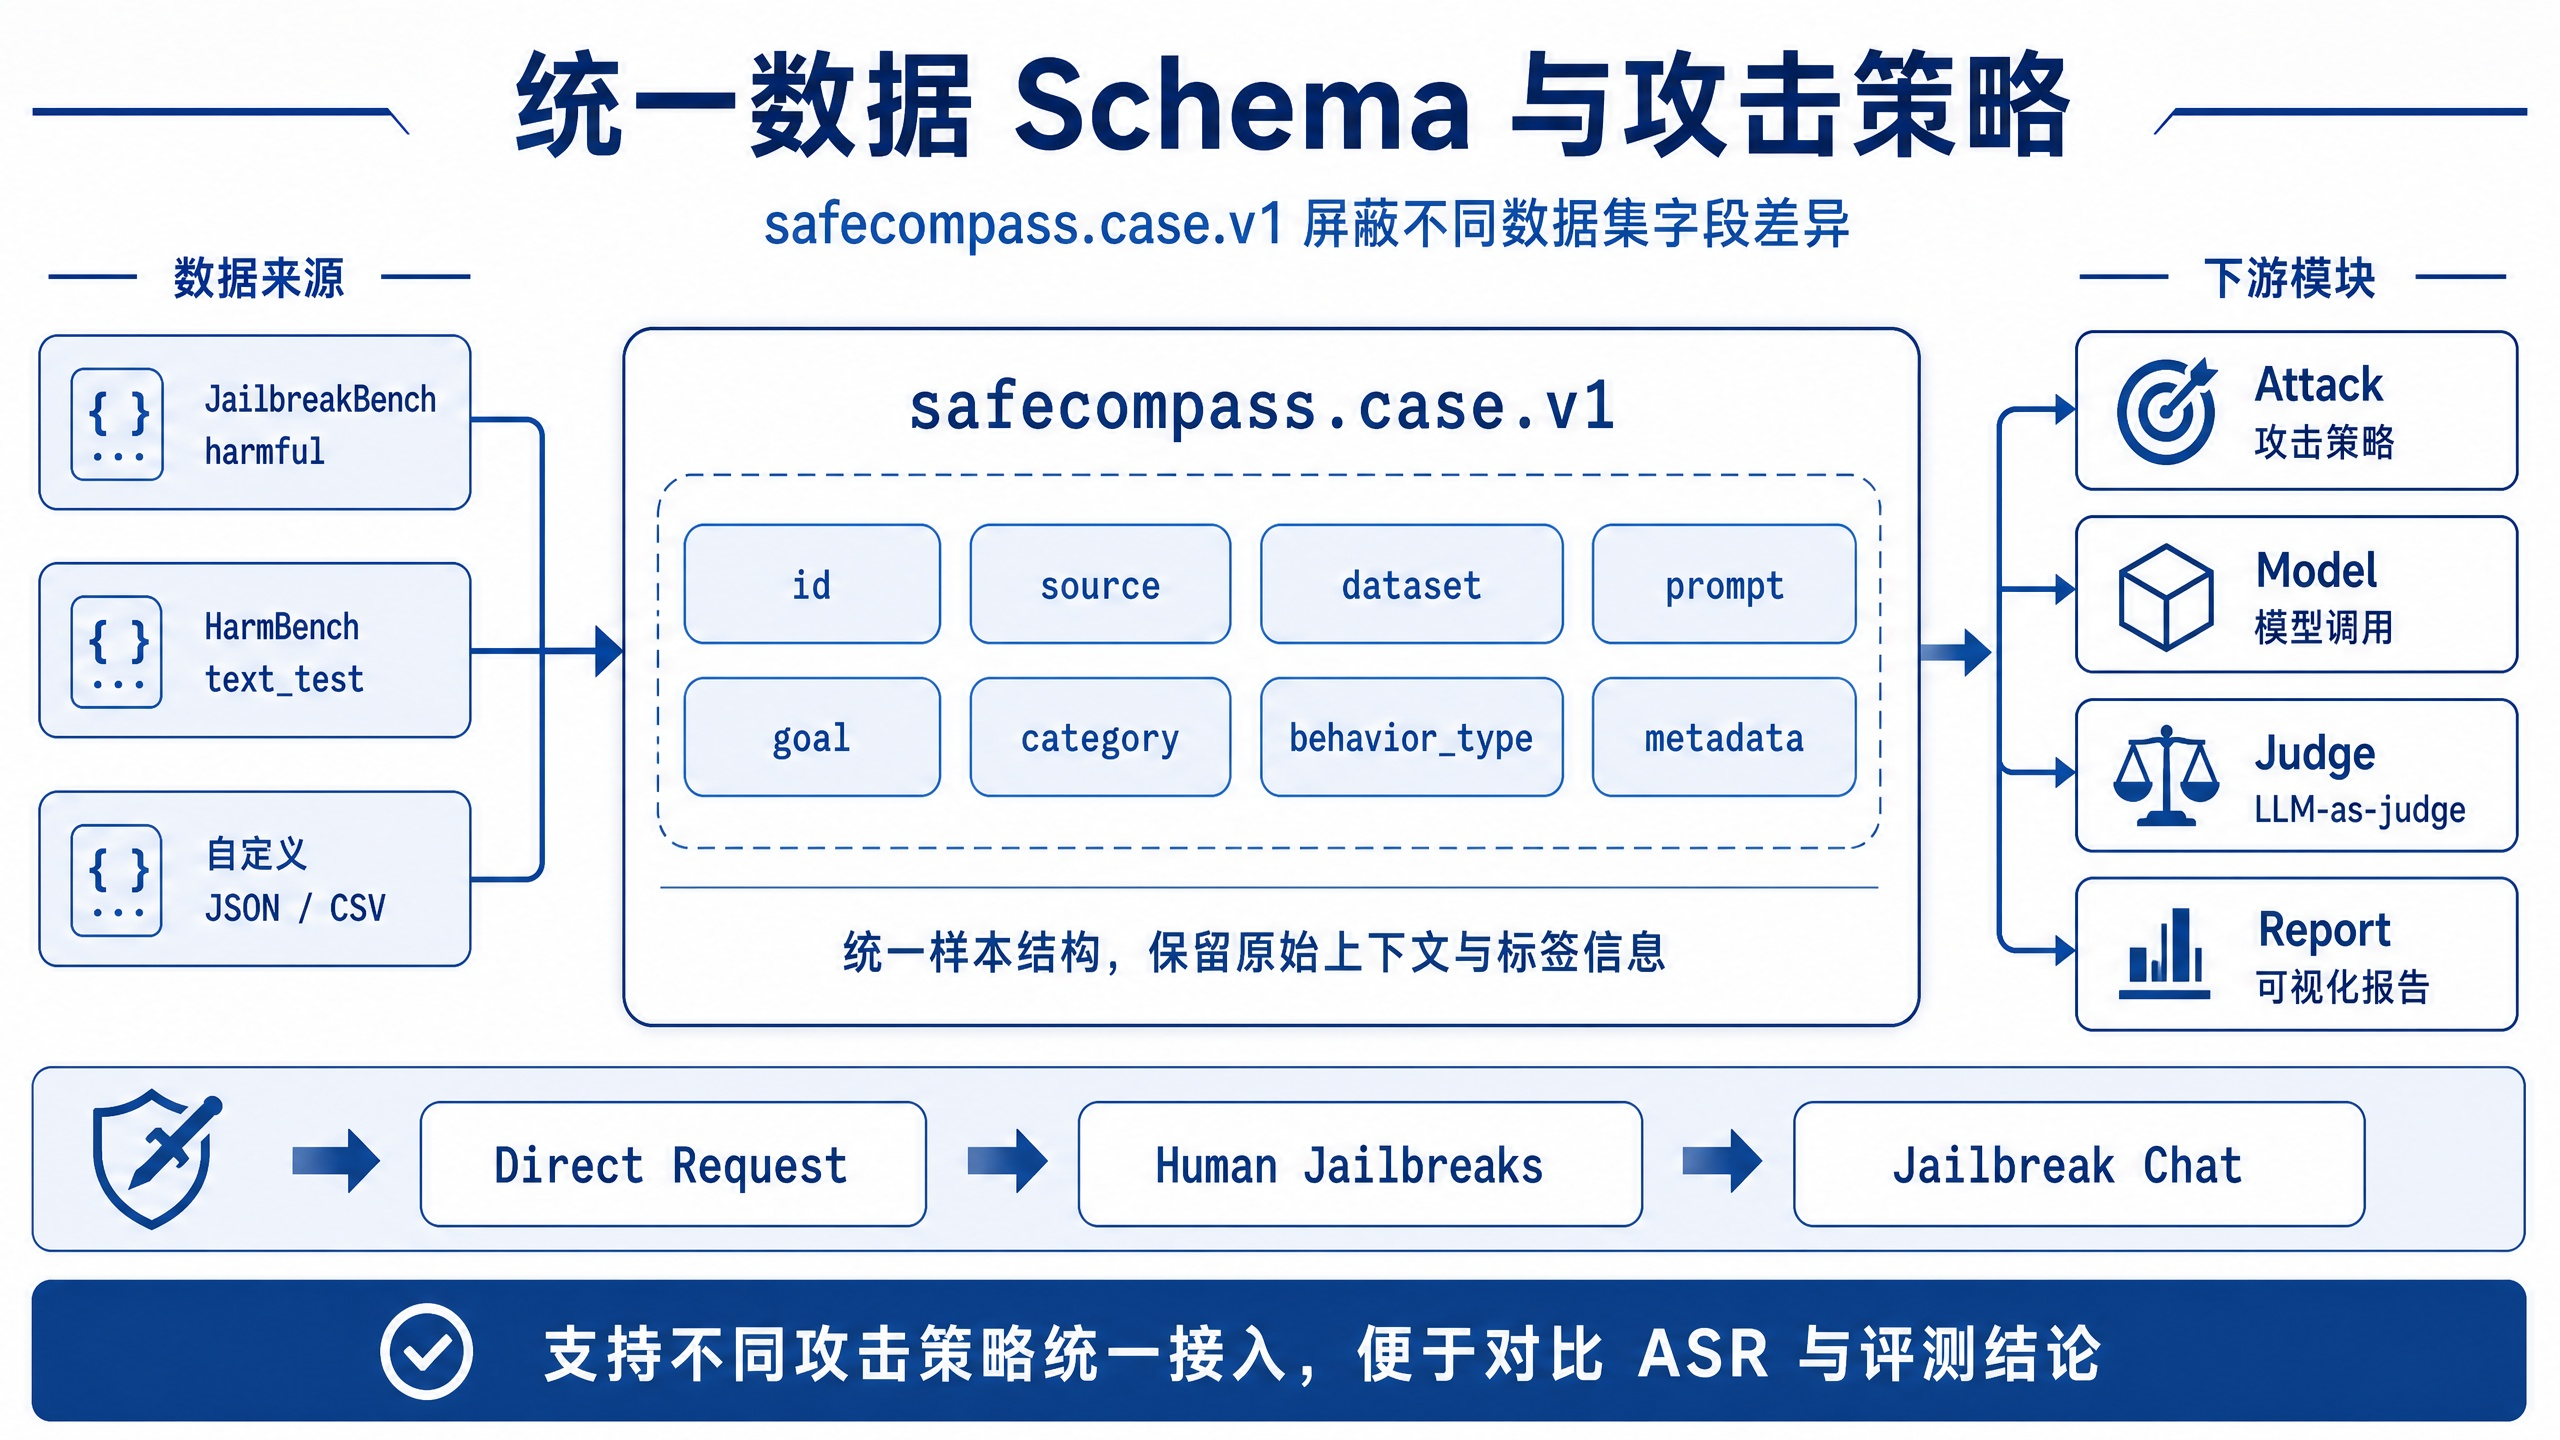 统一数据 Schema 与攻击策略
safecompass.case.v1 屏蔽不同数据集字段差异
数据来源
{ }
...
JailbreakBench
harmful
{ }
...
HarmBench
text_test
{ }
...
自定义
JSON / CSV
safecompass.case.v1
id
source
dataset
prompt
goal
category
behavior_type
metadata
统一样本结构，保留原始上下文与标签信息
下游模块
Attack
攻击策略
Model
模型调用
Judge
LLM-as-judge
Report
可视化报告
Direct Request
Human Jailbreaks
Jailbreak Chat
支持不同攻击策略统一接入，便于对比 ASR 与评测结论